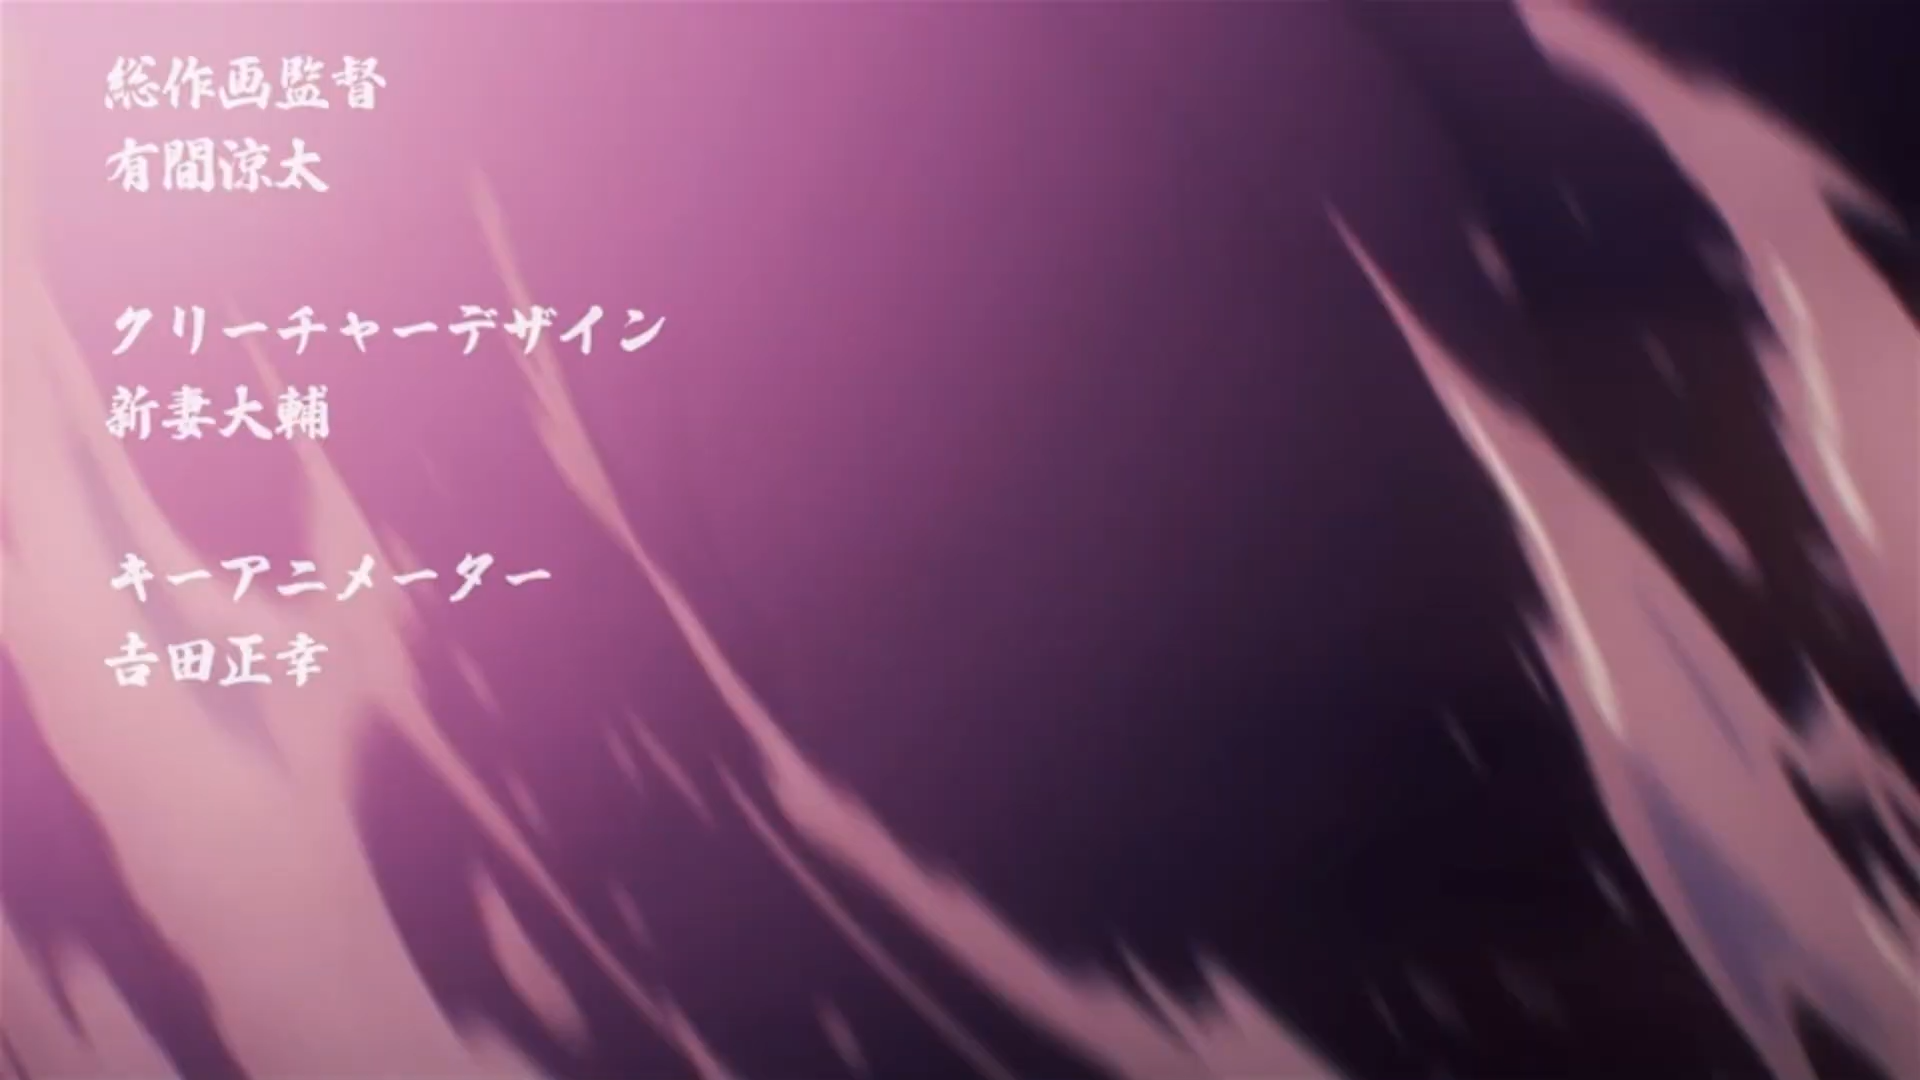 総作画監督
有間涼太
クリーチャーデザイン
新妻大輔
キーアニメーター
𠮷田正幸